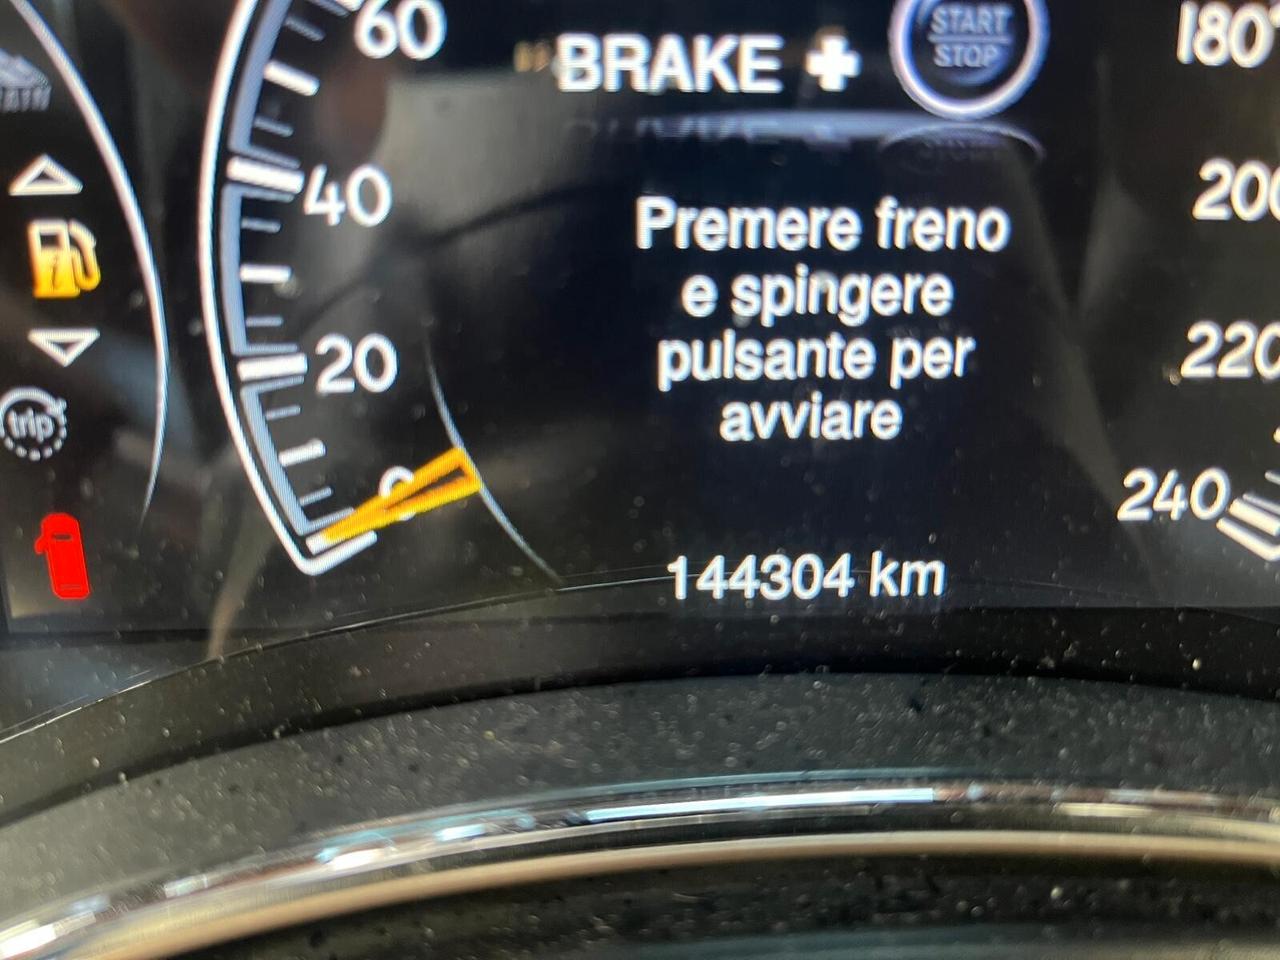 60
BRAKE +
START
STOP
180
40
Premere freno
e spingere
pulsante per
avviare
200
20
220
trip
0
240
144304 km